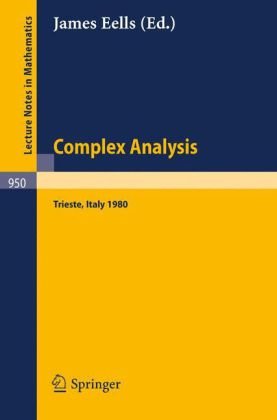 James Eells (Ed.)
Lecture Notes in Mathematics
Complex Analysis
950
Trieste, Italy 1980
Springer